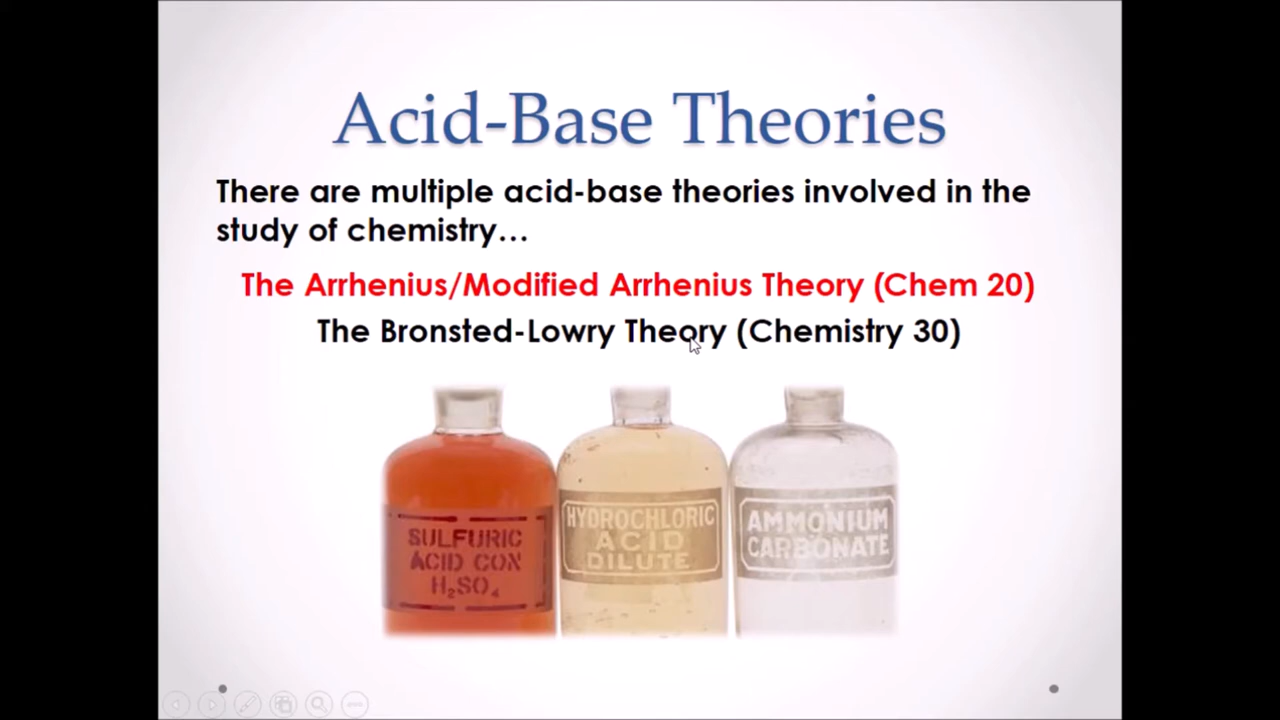 Acid-Base Theories
There are multiple acid-base theories involved in the
study of chemistry…
The Arrhenius/Modified Arrhenius Theory (Chem 20)
The Bronsted-Lowry Theory (Chemistry 30)
SULFURIC
ACID CON
H₂SO₄
HYDROCHLORIC
ACID
DILUTE
AMMONIUM
CARBONATE